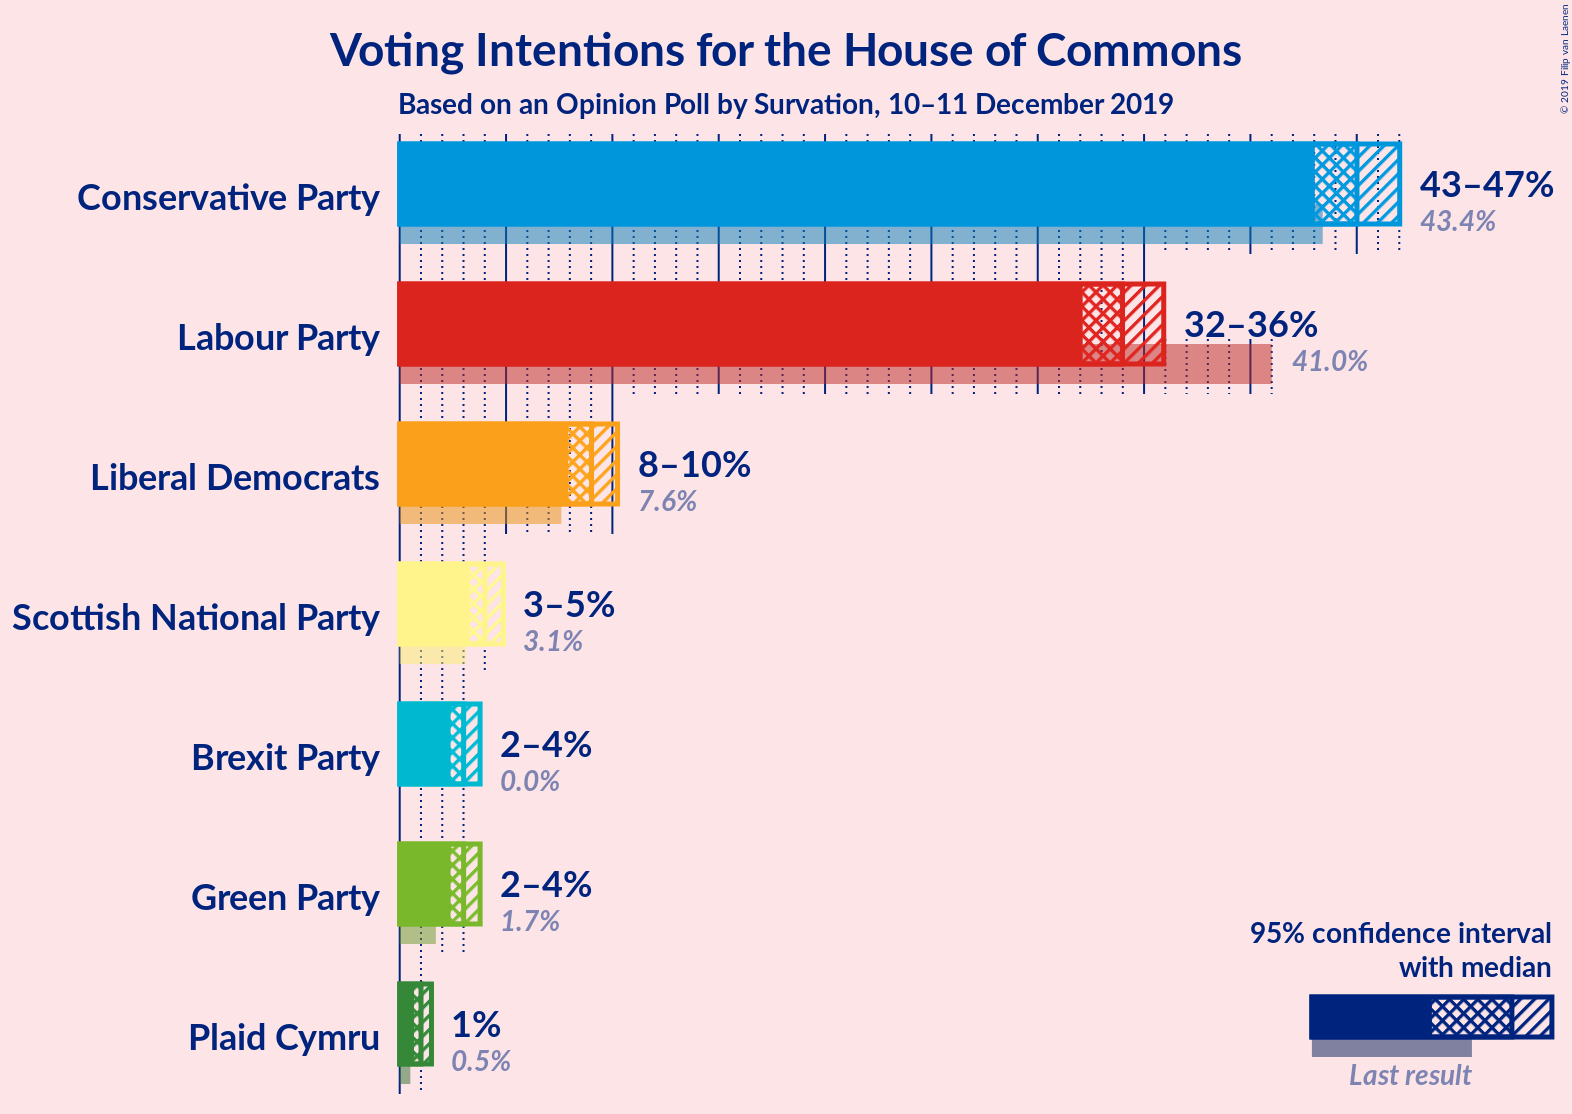 Voting Intentions for the House of Commons
Based on an Opinion Poll by Survation, 10–11 December 2019
© 2019 Filip van Laenen
Conservative Party
43–47%
43.4%
Labour Party
32–36%
41.0%
Liberal Democrats
8–10%
7.6%
Scottish National Party
3–5%
3.1%
Brexit Party
2–4%
0.0%
Green Party
2–4%
1.7%
Plaid Cymru
1%
0.5%
95% confidence interval
with median
Last result